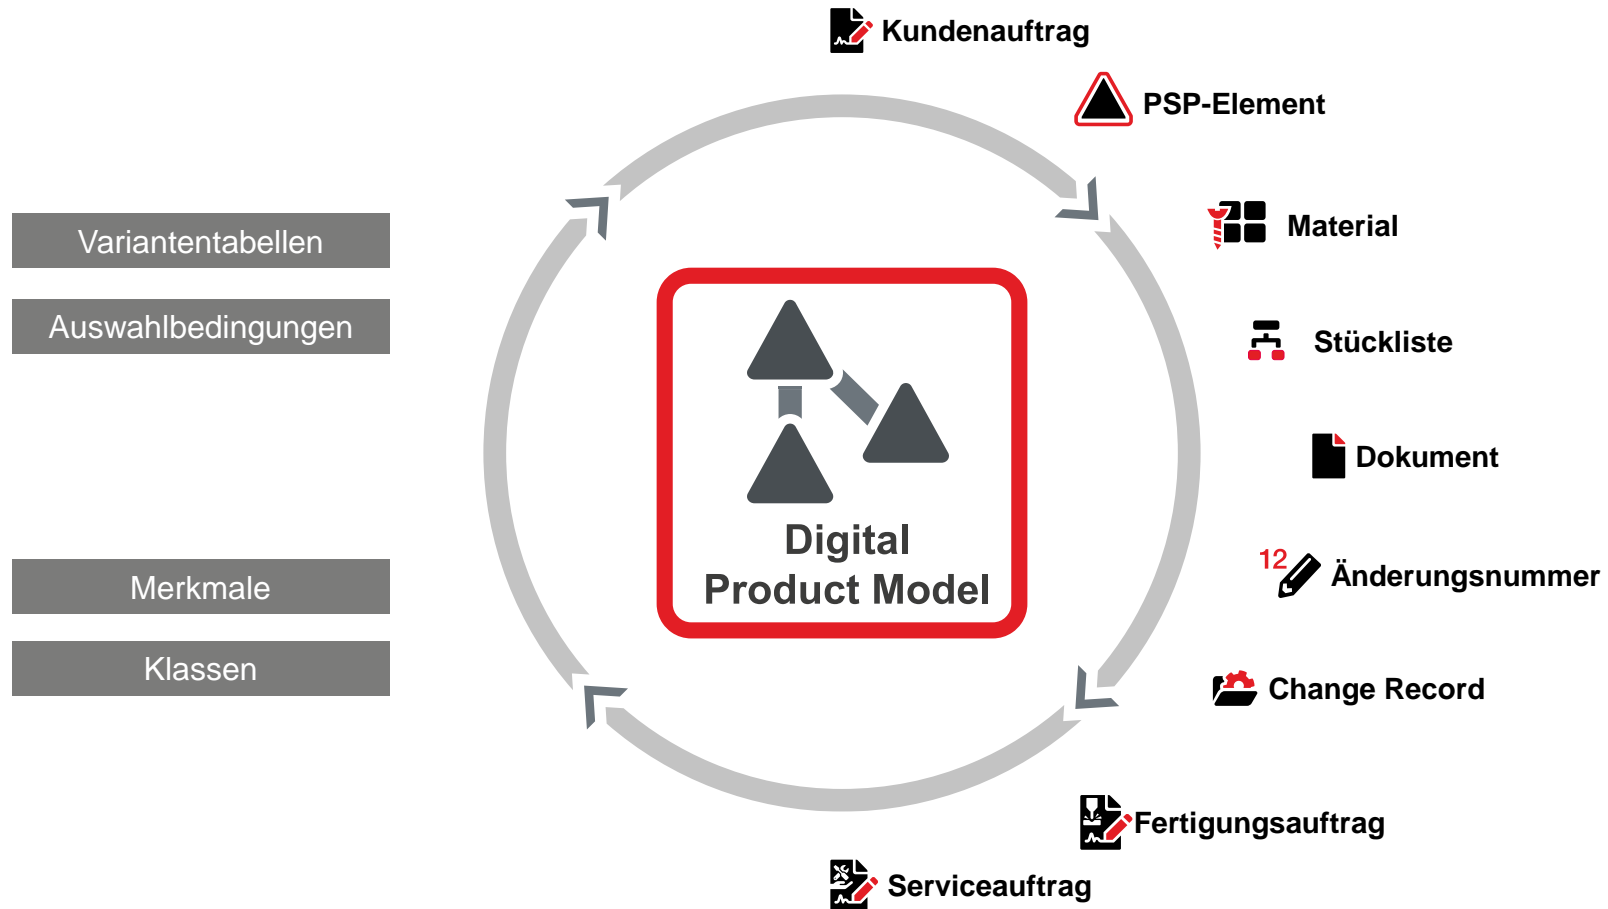 Kundenauftrag
PSP-Element
Variantentabellen
Material
Auswahlbedingungen
Stückliste
Dokument
Digital
Product Model
12
Änderungsnummer
Merkmale
Klassen
Change Record
Fertigungsauftrag
Serviceauftrag